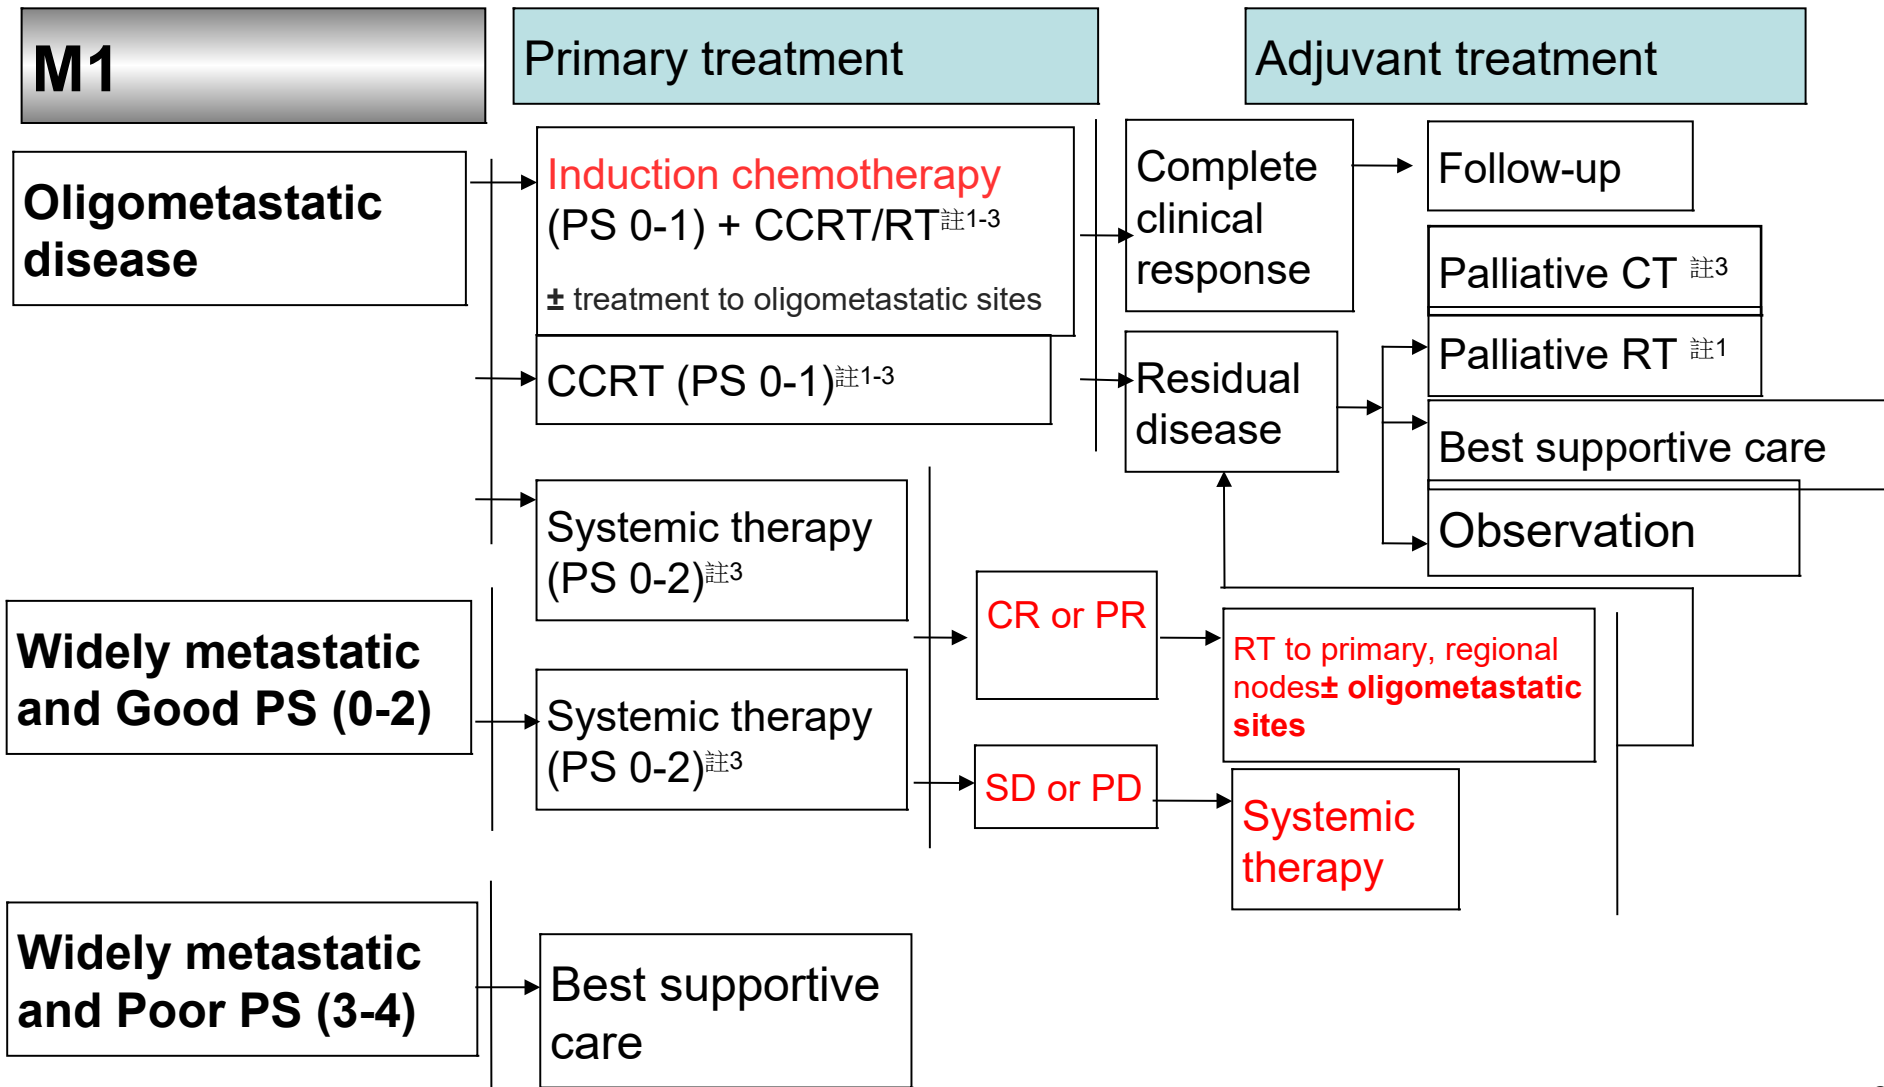 M1
Primary treatment
Adjuvant treatment
Oligometastatic
disease
Induction chemotherapy
(PS 0-1) + CCRT/RT註1-3
± treatment to oligometastatic sites
CCRT (PS 0-1)註1-3
Systemic therapy
(PS 0-2)註3
Complete
clinical
response
Residual
disease
Follow-up
Palliative CT 註3
Palliative RT 註1
Best supportive care
Observation
Widely metastatic
and Good PS (0-2)
Systemic therapy
(PS 0-2)註3
CR or PR
RT to primary, regional
nodes± oligometastatic
sites
SD or PD
Systemic
therapy
Widely metastatic
and Poor PS (3-4)
Best supportive
care